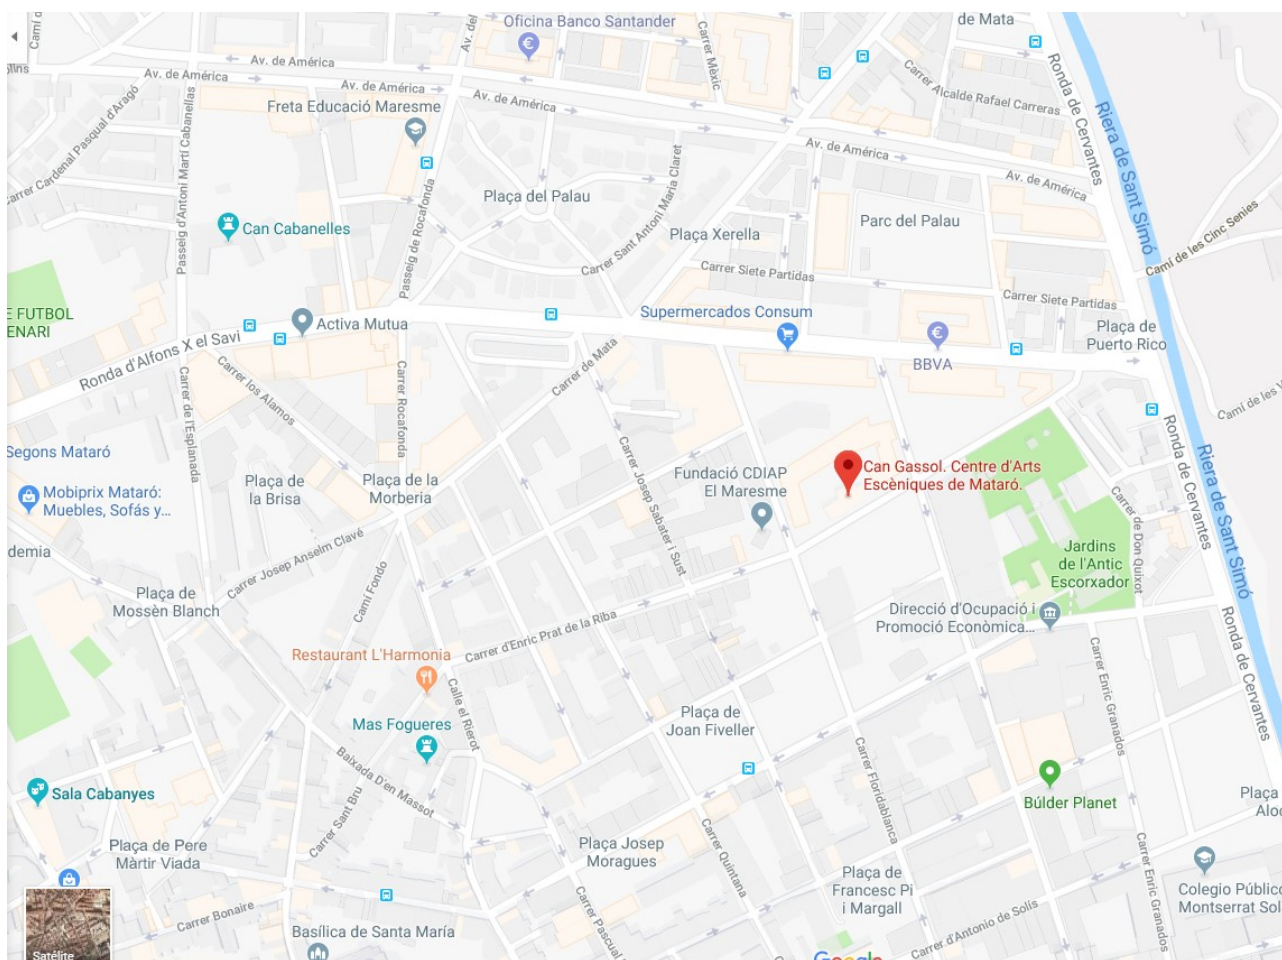 Oficina Banco Santander
de Mata
Camí d
Av. del
Carrer Mèxic
Av. de América
Av. de América
Av. de América
Av. de América
Av. de América
Av. de América
Carrer Alcalde Rafael Carreras
Ronda de Cervantes
Riera de Sant Simó
Freta Educació Maresme
Carrer Cardenal Pasqual d'Aragó
Passeig d'Antoni Martí Cabanellas
Passeig de Rocafonda
Plaça del Palau
Carrer Sant Antoni Maria Claret
Plaça Xerella
Parc del Palau
Can Cabanelles
Carrer Siete Partidas
Carrer Siete Partidas
Camí de les Cinc Senies
E FUTBOL
ENARI
Activa Mutua
Supermercados Consum
BBVA
Plaça de
Puerto Rico
Ronda d'Alfons X el Savi
Carrer los Alamos
Carrer de l'Esplanada
Carrer Rocafonda
Carrer de Mata
Camí de les V
Segons Mataró
Mobiprix Mataró:
Muebles, Sofás y...
Plaça de
la Brisa
Plaça de la
Morberia
Carrer Josep Sabater i Sust
Fundació CDIAP
El Maresme
Can Gassol. Centre d'Arts
Escèniques de Mataró.
Ronda de Cervantes
Riera de Sant Simó
Carrer de Don Quixot
Jardins
de l'Antic
Escorxador
demia
Carrer Josep Anselm Clavé
Camí Fondo
Plaça de
Mossèn Blanch
Carrer d'Enric Prat de la Riba
Direcció d'Ocupació i
Promoció Econòmica...
Restaurant L'Harmonia
Calle el Rierot
Mas Fogueres
Plaça de
Joan Fiveller
Carrer Enric Granados
Ronda de Cervantes
Baixada D'en Massot
Carrer Floridablanca
Sala Cabanyes
Carrer Sant Bru
Búlder Planet
Plaça
Alo
Plaça de Pere
Màrtir Viada
Plaça Josep
Moragues
Carrer Quintana
Plaça de
Francesc Pi
i Margall
Carrer Enric Granados
Colegio Público
Montserrat Sol
Carrer Bonaire
Basílica de Santa María
Carrer Pascual
Carrer d'Antonio de Solís
Satélite
Google